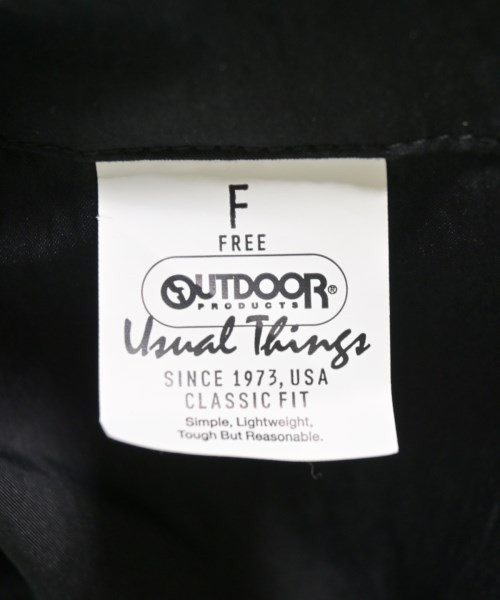 F
FREE
OUTDOOR®
PRODUCTS
Usual Things
SINCE 1973, USA
CLASSIC FIT
Simple, Lightweight,
Tough But Reasonable.